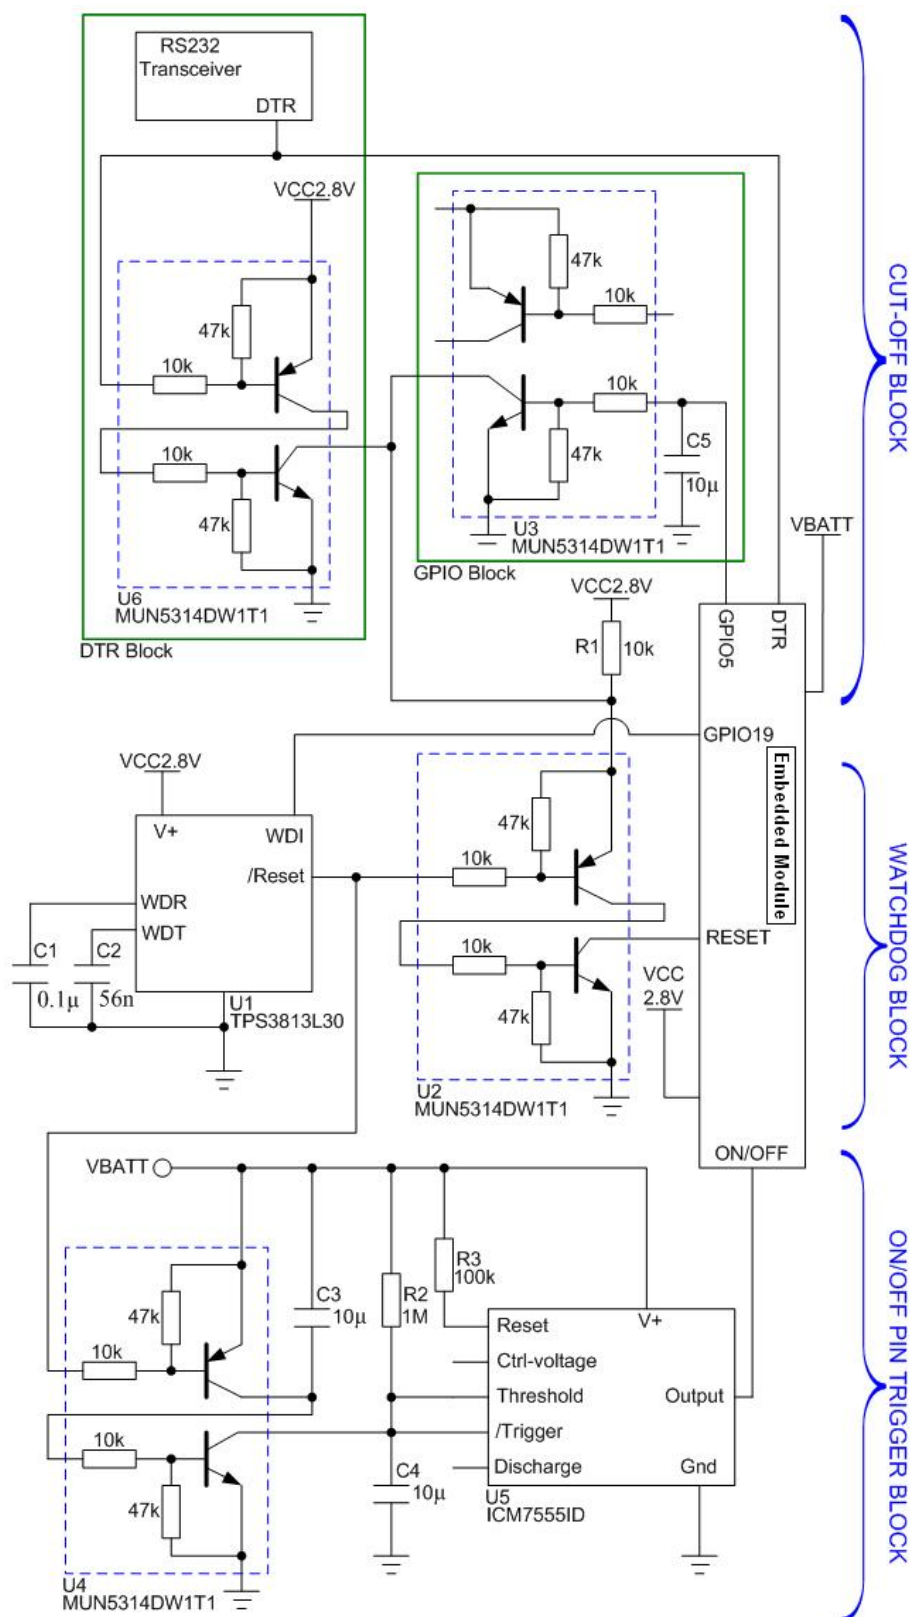 RS232
Transceiver
DTR
VCC2.8V
47k
10k
10k
47k
U6
MUN5314DW1T1
DTR Block
47k
10k
10k
47k
C5
10µ
U3
MUN5314DW1T1
GPIO Block
CUT-OFF BLOCK
VBATT
VCC2.8V
R1
10k
GPIO5
DTR
GPIO19
Embedded Module
RESET
VCC
2.8V
ON/OFF
VCC2.8V
V+
WDI
/Reset
WDR
WDT
C1
0.1µ
C2
56n
U1
TPS3813L30
47k
10k
10k
47k
U2
MUN5314DW1T1
WATCHDOG BLOCK
VBATT
47k
10k
10k
47k
U4
MUN5314DW1T1
C3
10µ
R2
1M
R3
100k
C4
10µ
Reset
V+
Ctrl-voltage
Threshold
Output
/Trigger
Discharge
Gnd
U5
ICM7555ID
ON/OFF PIN TRIGGER BLOCK